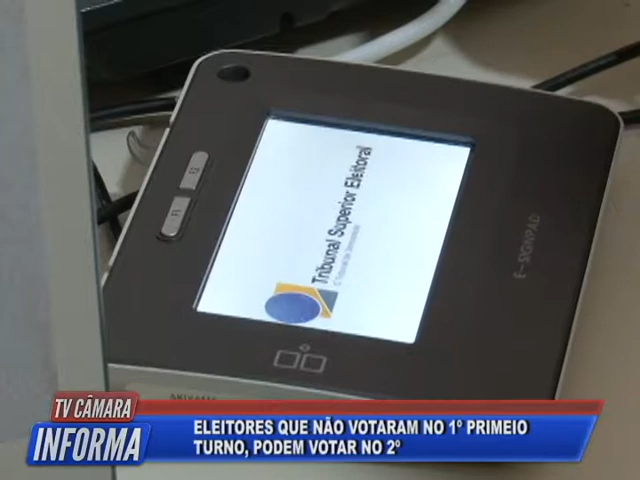 F2
F1
Tribunal Superior Eleitoral
E-SIGNPAD
TV CÂMARA
INFORMA
ELEITORES QUE NÃO VOTARAM NO 1º PRIMEIO
TURNO, PODEM VOTAR NO 2º